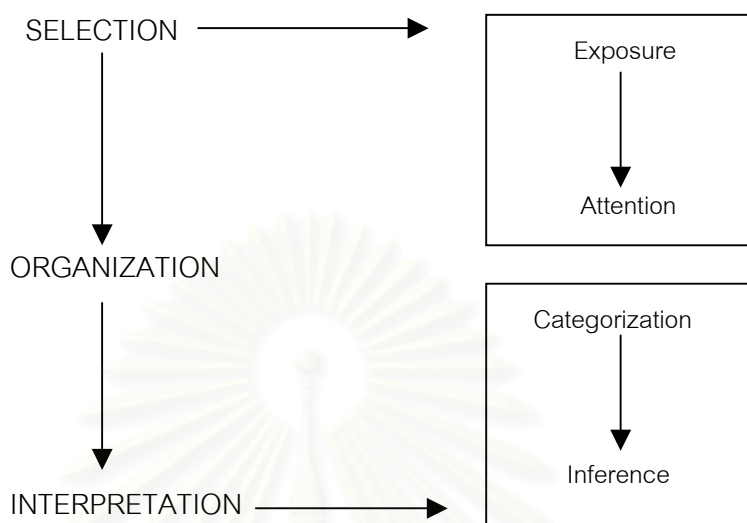 SELECTION
Exposure
Attention
ORGANIZATION
Categorization
Inference
INTERPRETATION